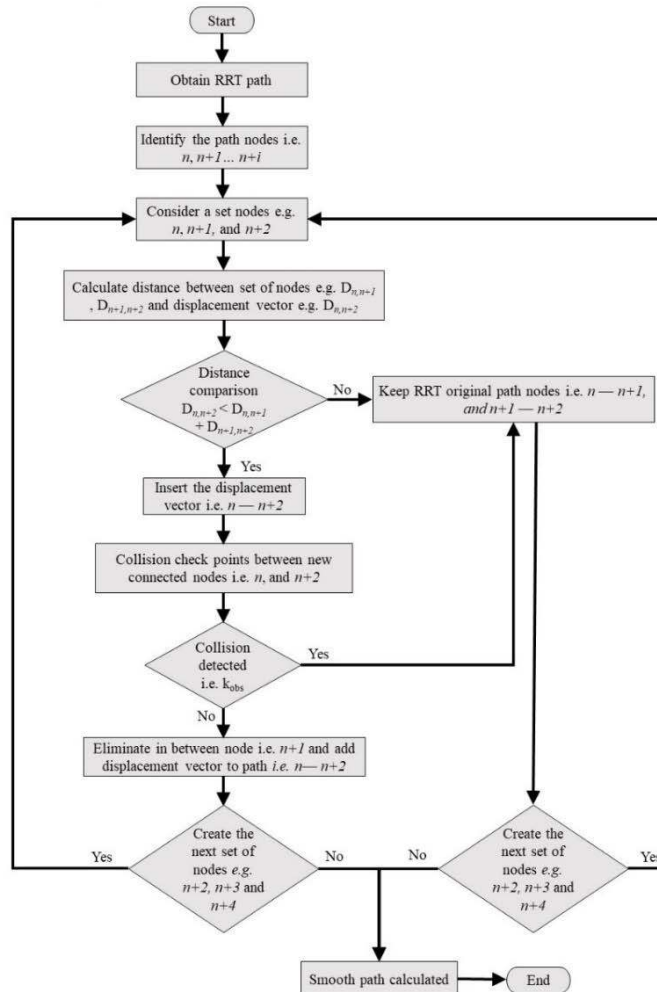 Start
Obtain RRT path
Identify the path nodes i.e.
n, n+1... n+i
Consider a set nodes e.g.
n, n+1, and n+2
Calculate distance between set of nodes e.g. Dn,n+1
, Dn+1,n+2 and displacement vector e.g. Dn,n+2
Distance
comparison
Dn,n+2 < Dn,n+1
+ Dn+1,n+2
No
Keep RRT original path nodes i.e. n — n+1,
and n+1 — n+2
Yes
Insert the displacement
vector i.e. n — n+2
Collision check points between new
connected nodes i.e. n, and n+2
Collision
detected
i.e. kobs
Yes
No
Eliminate in between node i.e. n+1 and add
displacement vector to path i.e. n— n+2
Yes
Create the
next set of
nodes e.g.
n+2, n+3 and
n+4
No
No
Create the
next set of
nodes e.g.
n+2, n+3 and
n+4
Yes
Smooth path calculated
End